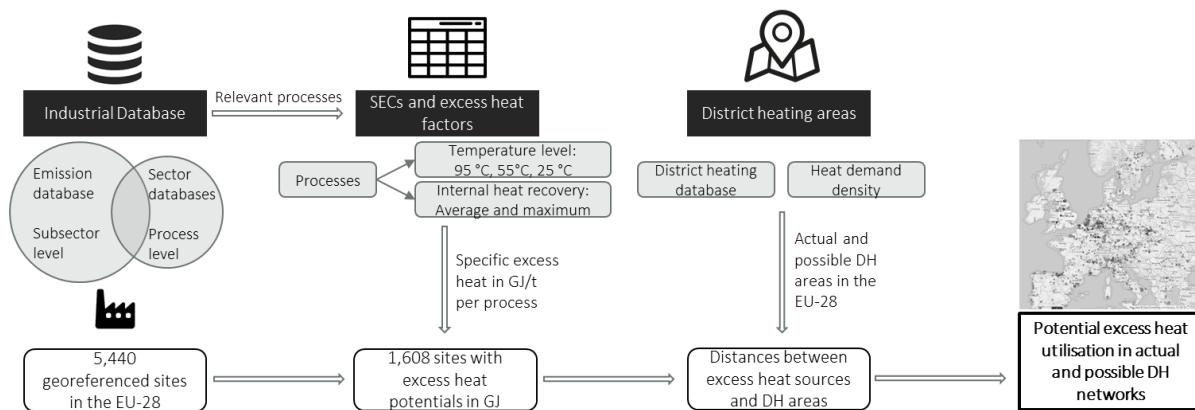 Industrial Database
Relevant processes
SECs and excess heat
factors
District heating areas
Emission
database
Subsector
level
Sector
databases
Process
level
Processes
Temperature level:
95 °C, 55°C, 25 °C
Internal heat recovery:
Average and maximum
District heating
database
Heat demand
density
Specific excess
heat in GJ/t
per process
Actual and
possible DH
areas in the
EU-28
5,440
georeferenced sites
in the EU-28
1,608 sites with
excess heat
potentials in GJ
Distances between
excess heat sources
and DH areas
Potential excess heat
utilisation in actual
and possible DH
networks